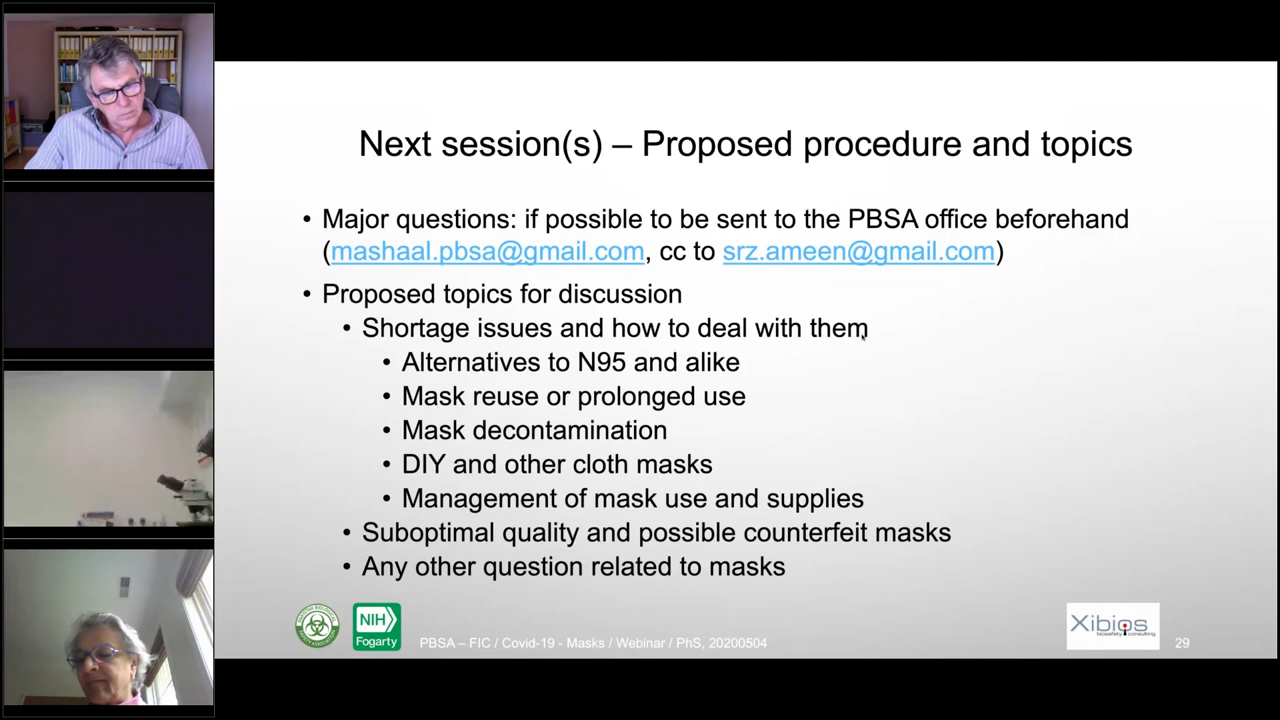 Next session(s) – Proposed procedure and topics
• Major questions: if possible to be sent to the PBSA office beforehand
(mashaal.pbsa@gmail.com, cc to srz.ameen@gmail.com)
• Proposed topics for discussion
• Shortage issues and how to deal with them
• Alternatives to N95 and alike
• Mask reuse or prolonged use
• Mask decontamination
• DIY and other cloth masks
• Management of mask use and supplies
• Suboptimal quality and possible counterfeit masks
• Any other question related to masks
NIH
Fogarty
PBSA – FIC / Covid-19 - Masks / Webinar / PhS, 20200504
Xibios
biosafety consulting
29